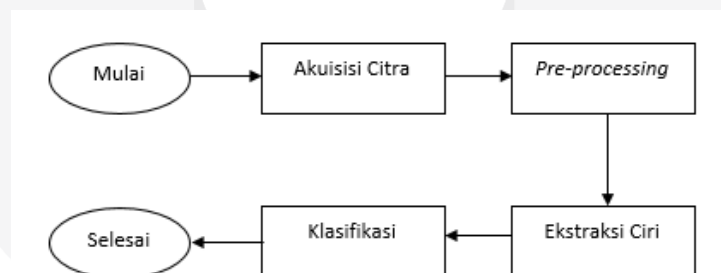 Mulai
Akuisisi Citra
Pre-processing
Ekstraksi Ciri
Klasifikasi
Selesai